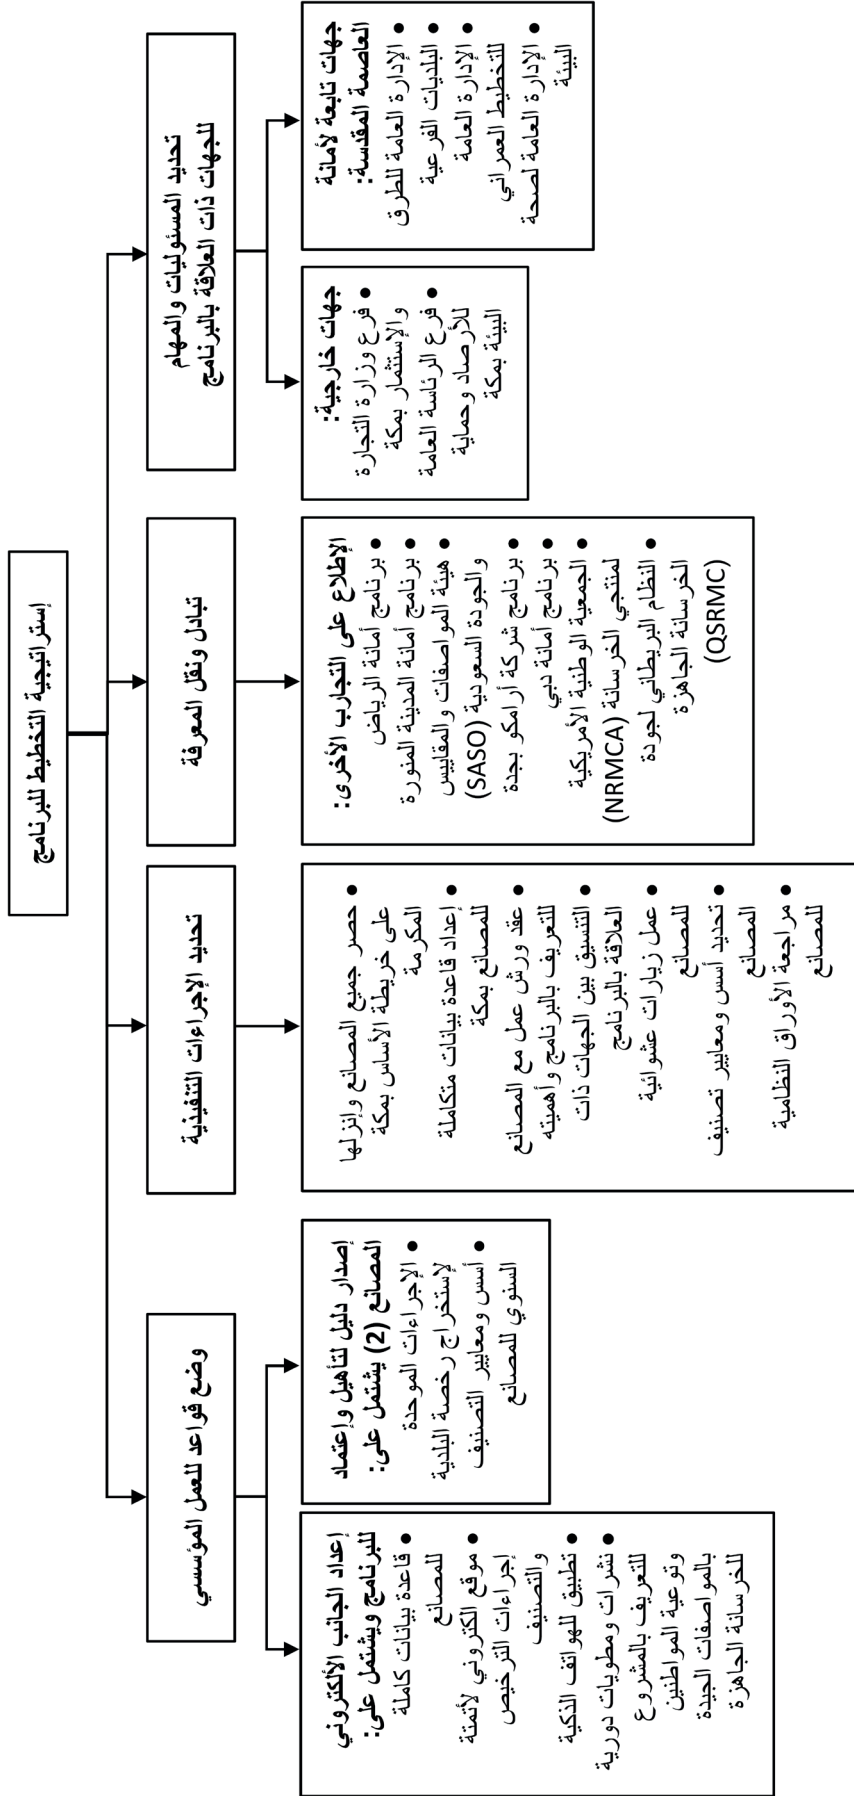 إستراتيجية التخطيط للبرنامج
تحديد المسئوليات والمهام
للجهات ذات العلاقة بالبرنامج
جهات تابعة لأمانة
العاصمة المقدسة:
• الإدارة العامة للطرق
• البلديات الفرعية
• الإدارة العامة
للتخطيط العمراني
• الإدارة العامة لصحة
البيئة
جهات خارجية:
• فرع وزارة التجارة
والإستثمار بمكة
• فرع الرئاسة العامة
للأرصاد وحماية
البيئة بمكة
تبادل ونقل المعرفة
الإطلاع على التجارب الأخرى:
• برنامج أمانة الرياض
• برنامج أمانة المدينة المنورة
• هيئة المواصفات والمقاييس
والجودة السعودية (SASO)
• برنامج شركة أرامكو بجدة
• برنامج أمانة دبي
• الجمعية الوطنية الأمريكية
لمنتجي الخرسانة (NRMCA)
• النظام البريطاني لجودة
الخرسانة الجاهزة
(QSRMC)
تحديد الإجراءات التنفيذية
• حصر جميع المصانع وإنزلها
على خريطة الأساس بمكة
المكرمة
• إعداد قاعدة بيانات متكاملة
للمصانع بمكة
• عقد ورش عمل مع المصانع
للتعريف بالبرنامج وأهميته
• التنسيق بين الجهات ذات
العلاقة بالبرنامج
• عمل زيارات عشوائية
للمصانع
• تحديد أسس ومعايير تصنيف
المصانع
• مراجعة الأوراق النظامية
للمصانع
وضع قواعد للعمل المؤسسي
إصدار دليل لتأهيل وإعتماد
المصانع (2) يشتمل على:
• الإجراءات الموحدة
لإستخراج رخصة البلدية
• أسس ومعايير التصنيف
السنوي للمصانع
إعداد الجانب الألكتروني
للبرنامج ويشتمل على:
• قاعدة بيانات كاملة
للمصانع
• موقع الكتروني لأتمتة
إجراءات الترخيص
والتصنيف
• تطبيق للهواتف الذكية
• نشرات ومطويات دورية
للتعريف بالمشروع
وتوعية المواطنين
بالمواصفات الجيدة
للخرسانة الجاهزة